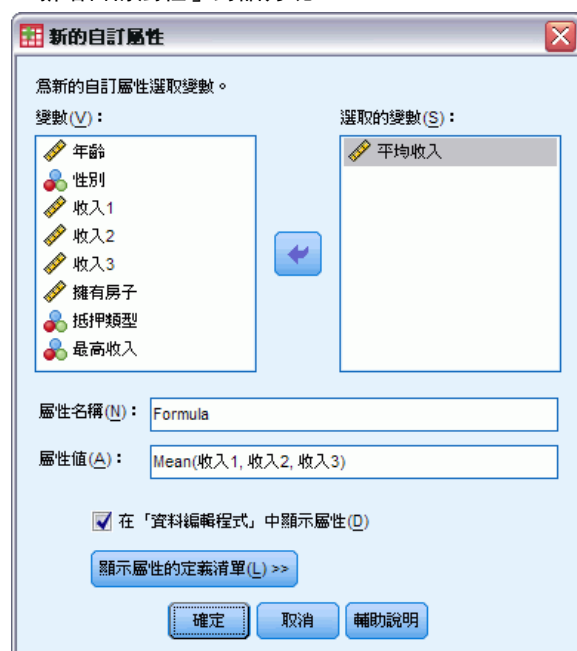 新的自訂屬性
為新的自訂屬性選取變數。
變數(V)：
選取的變數(S)：
年齡
性別
收入1
收入2
收入3
擁有房子
抵押類型
最高收入
平均收入
屬性名稱(N)：
Formula
屬性值(A)：
Mean(收入1, 收入2, 收入3)
在「資料編輯程式」中顯示屬性(D)
顯示屬性的定義清單(L) >>
確定
取消
輔助說明